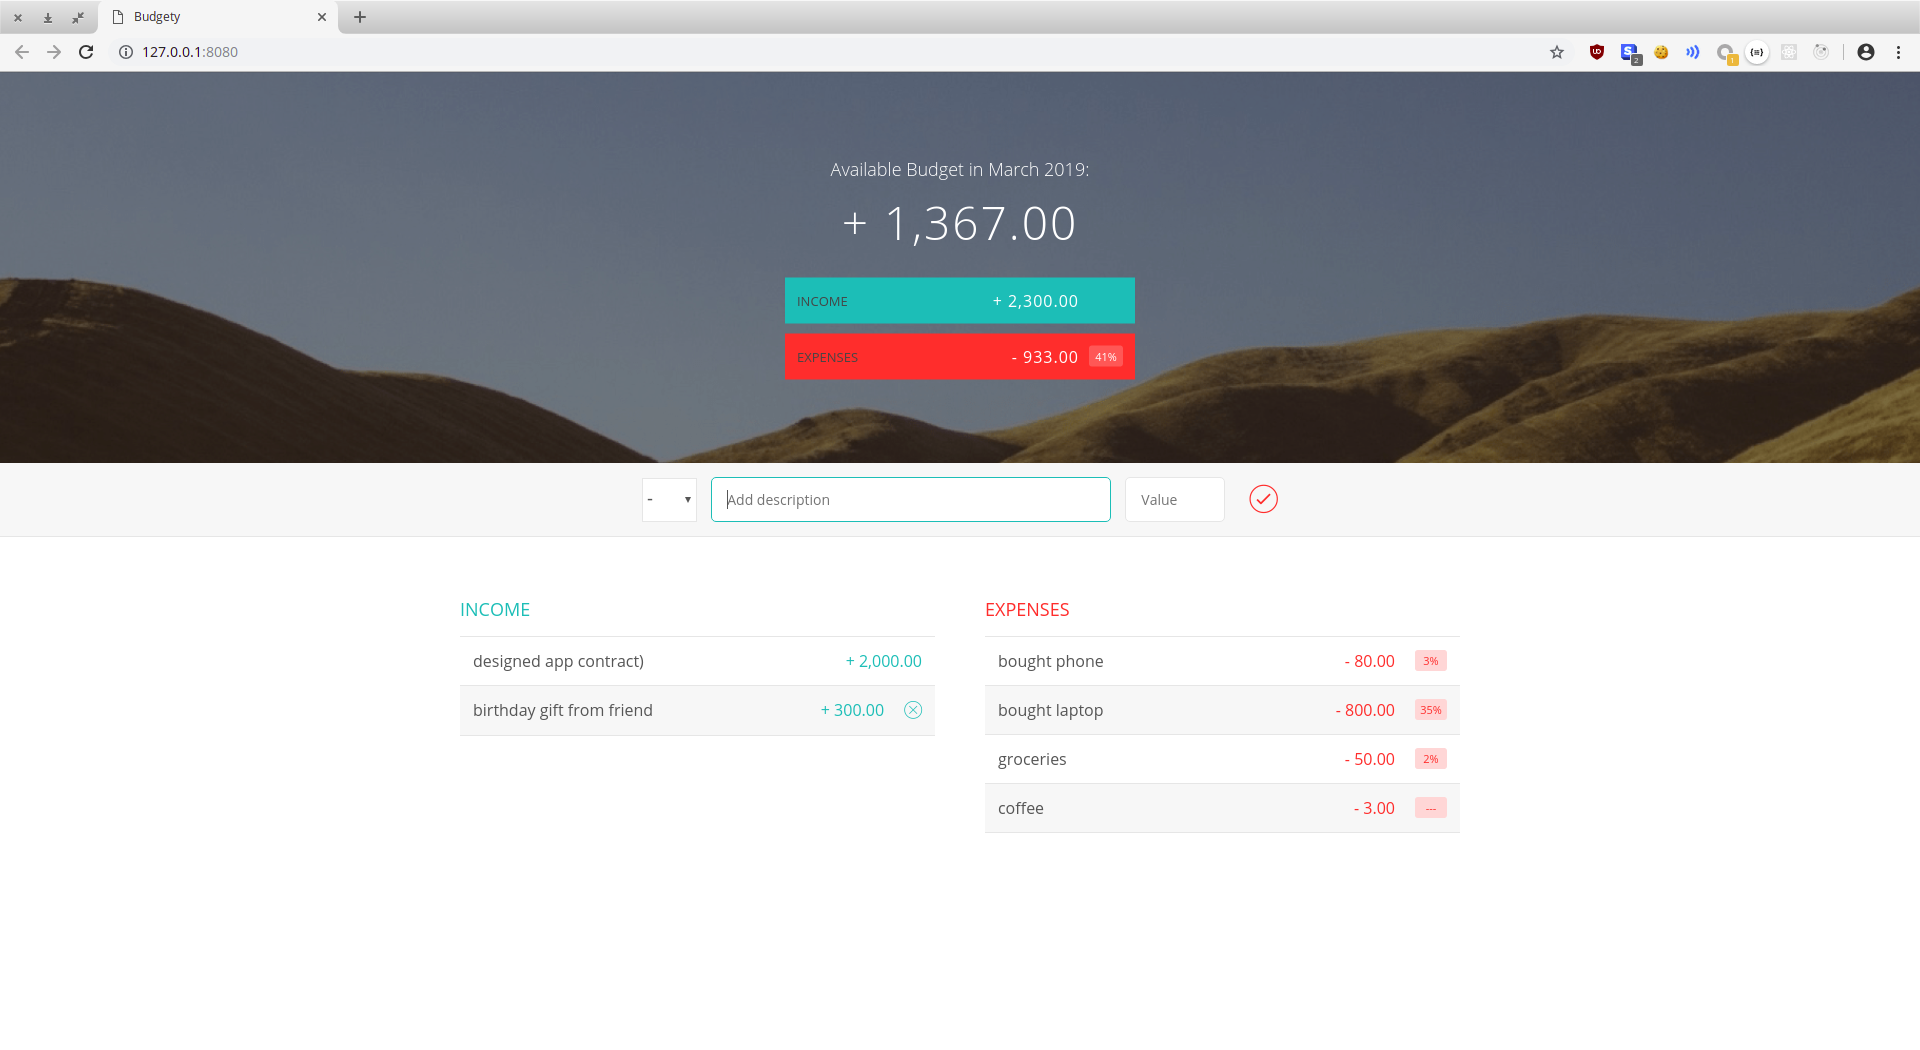 Budgety
127.0.0.1:8080
2
1
Available Budget in March 2019:
+ 1,367.00
INCOME + 2,300.00
EXPENSES - 933.00 41%
- Add description Value
INCOME
designed app contract) + 2,000.00
birthday gift from friend + 300.00
EXPENSES
bought phone - 80.00 3%
bought laptop - 800.00 35%
groceries - 50.00 2%
coffee - 3.00 ---